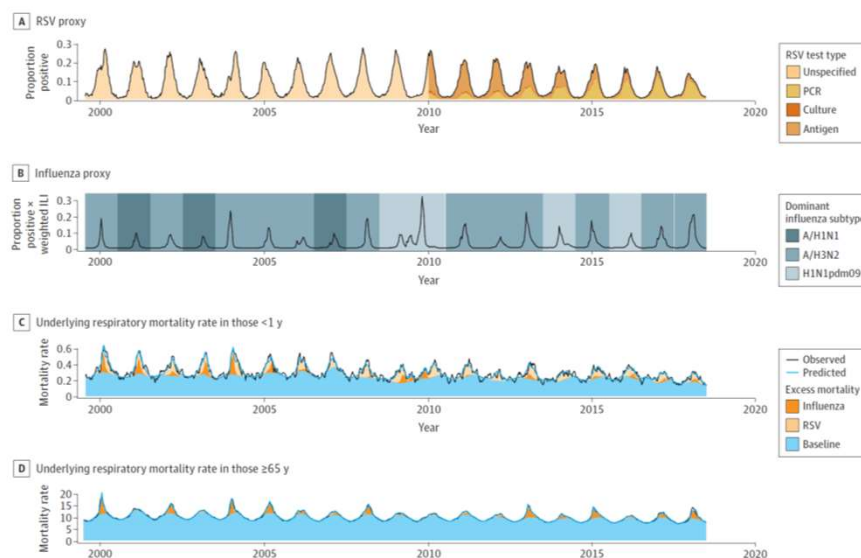 A RSV proxy
Proportion
positive
0.3
0.2
0.1
0
2000 2005 2010 2015 2020
Year
RSV test type
Unspecified
PCR
Culture
Antigen
B Influenza proxy
Proportion
positive ×
weighted ILI
0.3
0.2
0.1
0
2000 2005 2010 2015 2020
Year
Dominant
influenza subtype
A/H1N1
A/H3N2
H1N1pdm09
C Underlying respiratory mortality rate in those <1 y
Mortality rate
0.6
0.4
0.2
0
2000 2005 2010 2015 2020
Year
Observed
Predicted
Excess mortality
Influenza
RSV
Baseline
D Underlying respiratory mortality rate in those ≥65 y
Mortality rate
20
15
10
5
0
2000 2005 2010 2015 2020
Year